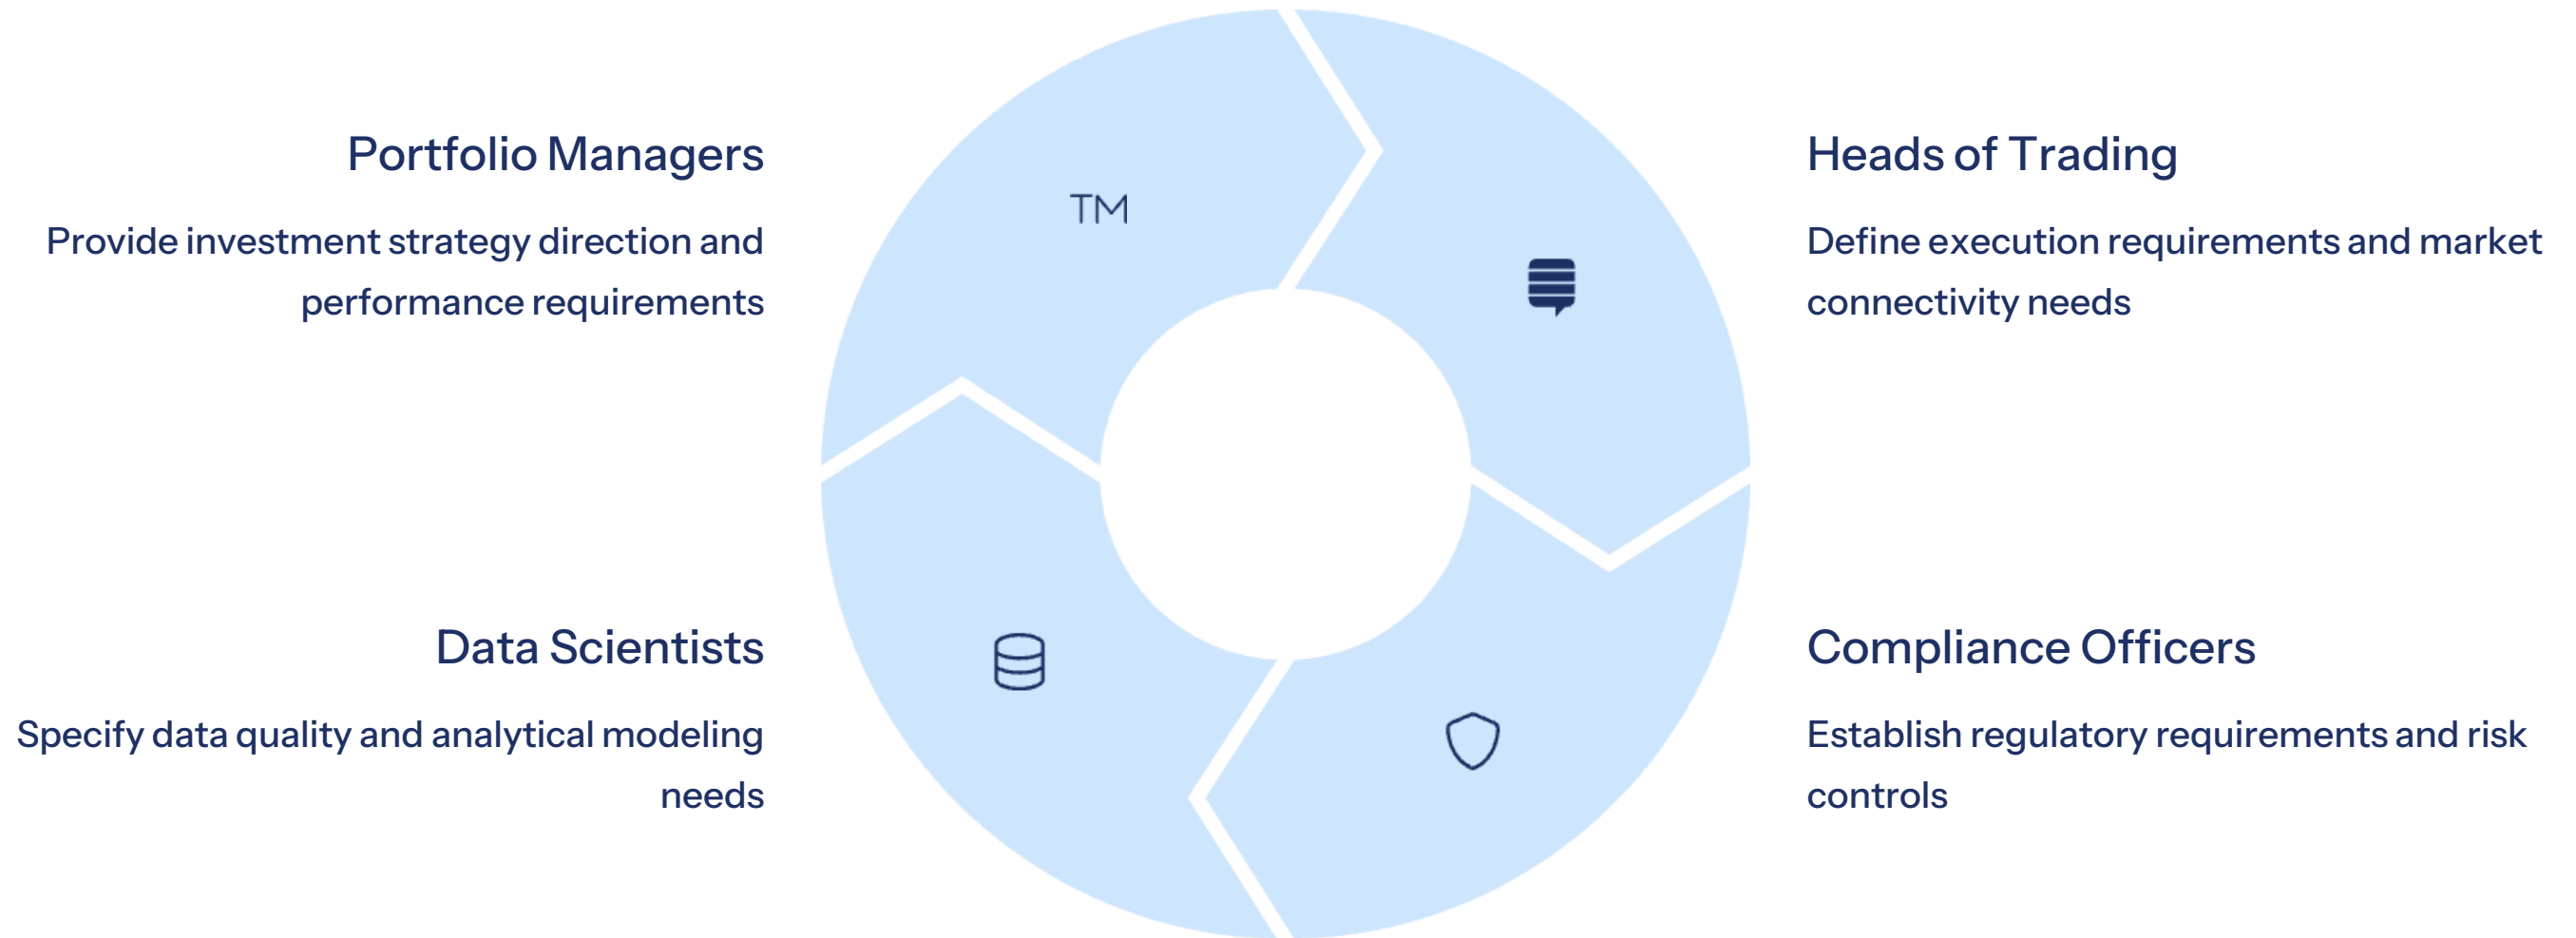 Portfolio Managers
Provide investment strategy direction and
performance requirements
TM
Heads of Trading
Define execution requirements and market
connectivity needs
Data Scientists
Specify data quality and analytical modeling
needs
Compliance Officers
Establish regulatory requirements and risk
controls